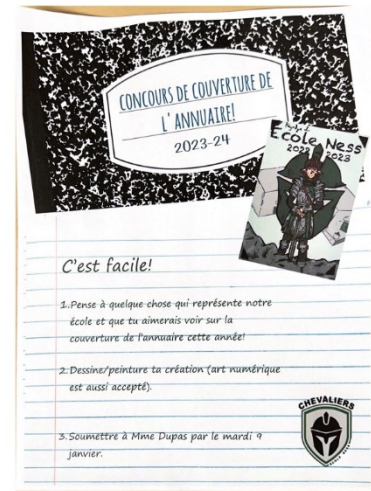 CONCOURS DE COUVERTURE DE
L'ANNUAIRE!
2023-24
École Ness
2022 2023
C'est facile!
1.Pense à quelque chose qui représente notre
école et que tu aimerais voir sur la
couverture de l'annuaire cette année!
2.Dessine/peinture ta création (art numérique
est aussi accepté).
3.Soumettre à Mme Dupas par le mardi 9
janvier.
CHEVALIERS